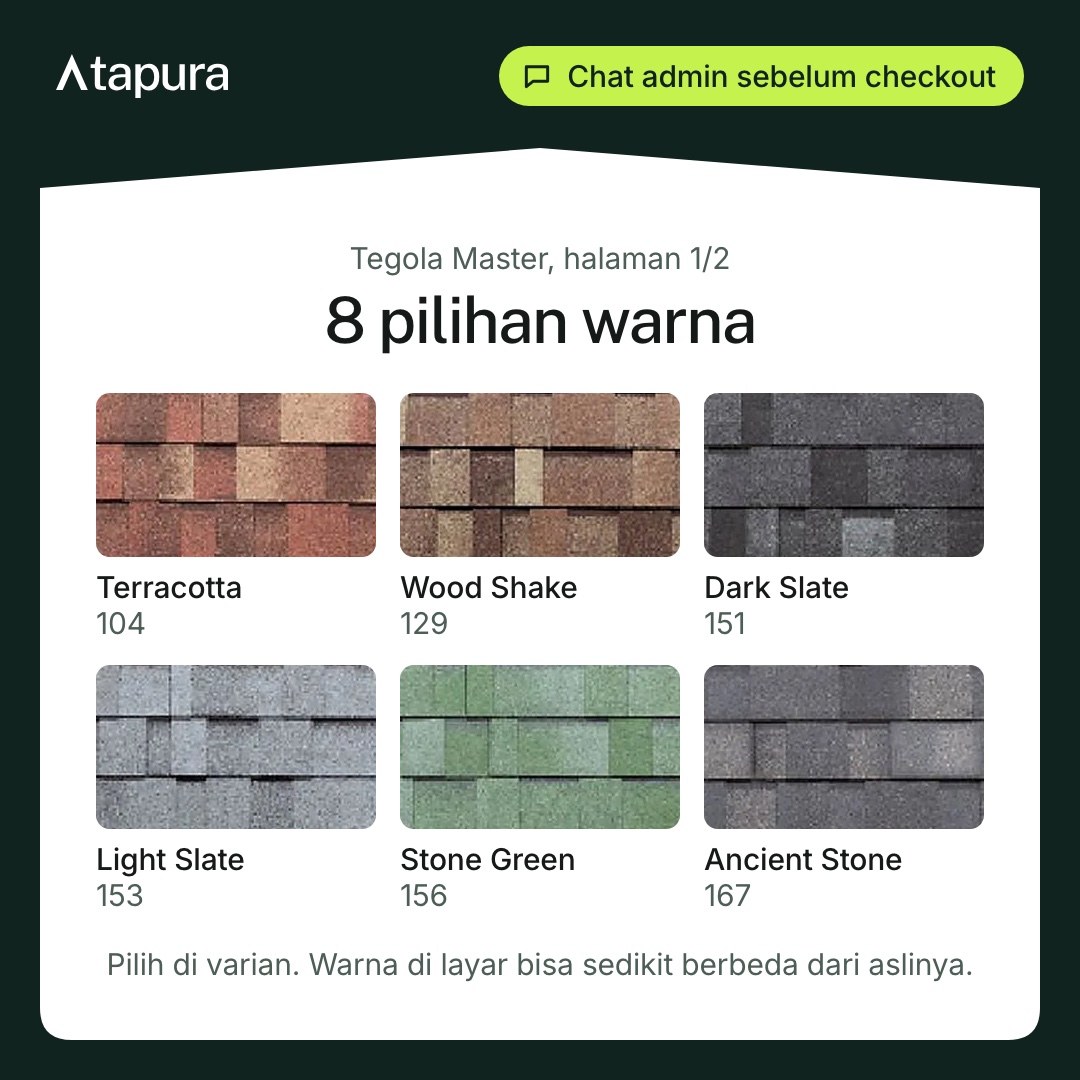 Atapura
Chat admin sebelum checkout
Tegola Master, halaman 1/2
8 pilihan warna
Terracotta
104
Wood Shake
129
Dark Slate
151
Light Slate
153
Stone Green
156
Ancient Stone
167
Pilih di varian. Warna di layar bisa sedikit berbeda dari aslinya.